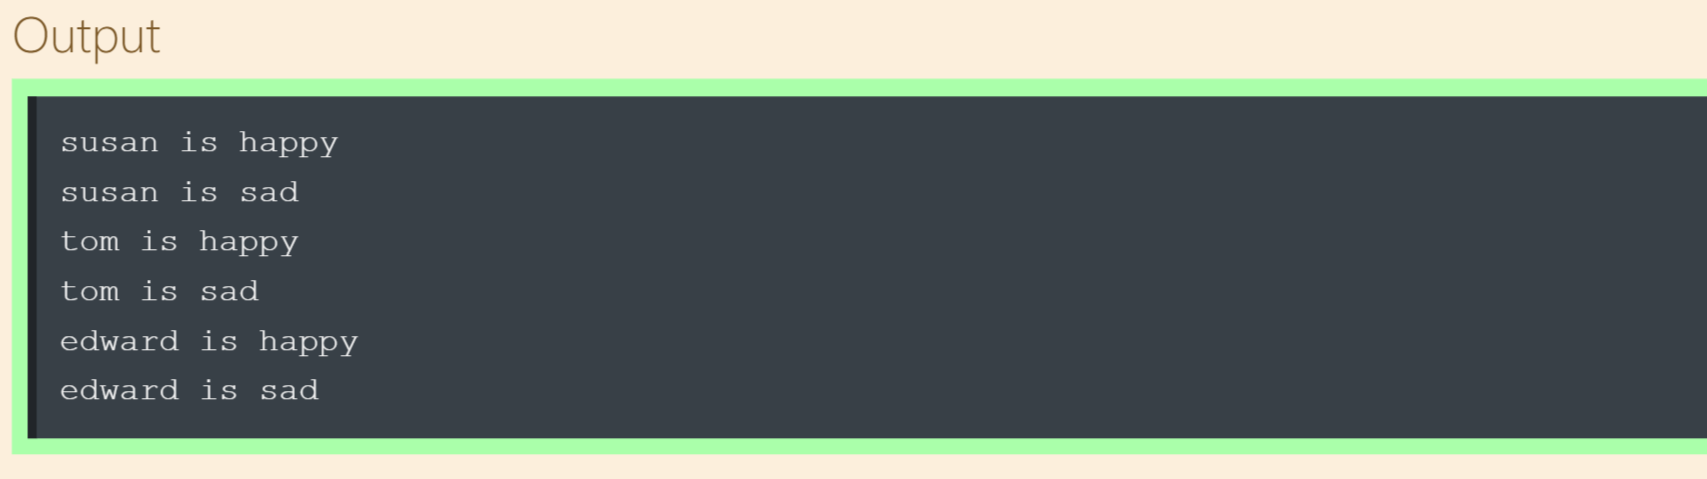 Output
susan is happy
susan is sad
tom is happy
tom is sad
edward is happy
edward is sad